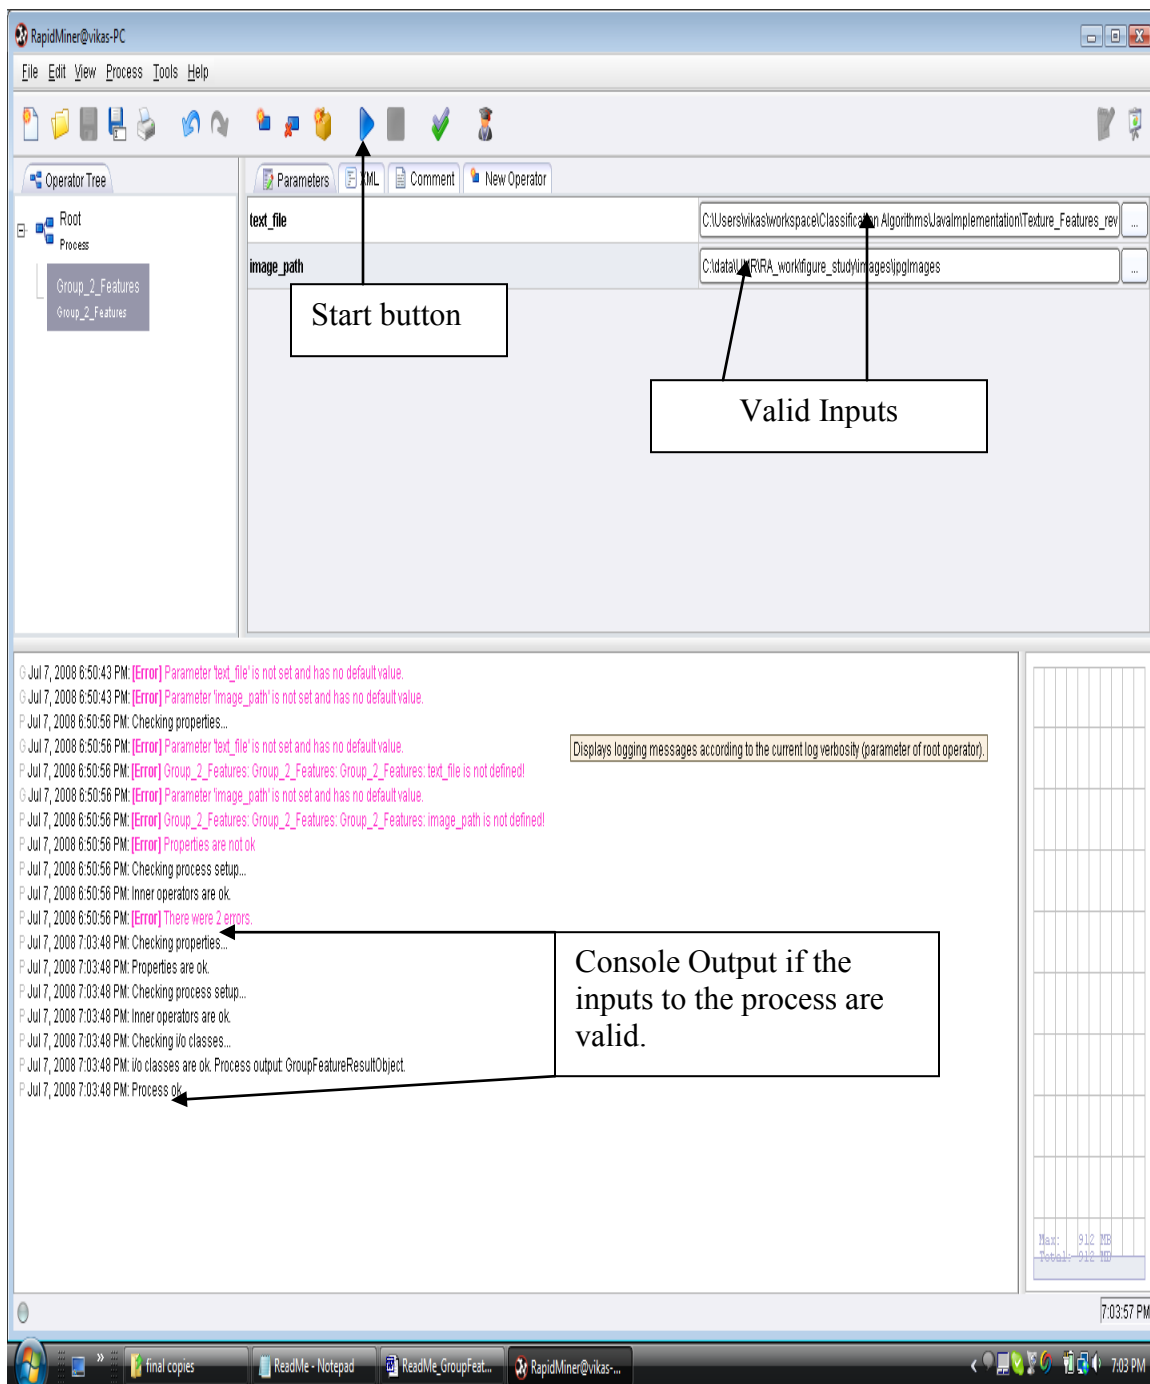 RapidMiner@vikas-PC
File Edit View Process Tools Help
Operator Tree
Parameters XML Comment New Operator
Root
Process
Group_2_Features
Group_2_Features
text_file
C:\Users\vikas\workspace\Classification Algorithms\JavaImplementation\Texture_Features_rev ...
image_path
C:\data\UMR\RA_work\figure_study\images\jpgImages ...
Start button
Valid Inputs
G Jul 7, 2008 6:50:43 PM: [Error] Parameter 'text_file' is not set and has no default value.
G Jul 7, 2008 6:50:43 PM: [Error] Parameter 'image_path' is not set and has no default value.
P Jul 7, 2008 6:50:56 PM: Checking properties...
G Jul 7, 2008 6:50:56 PM: [Error] Parameter 'text_file' is not set and has no default value.
Displays logging messages according to the current log verbosity (parameter of root operator).
P Jul 7, 2008 6:50:56 PM: [Error] Group_2_Features: Group_2_Features: Group_2_Features: text_file is not defined!
G Jul 7, 2008 6:50:56 PM: [Error] Parameter 'image_path' is not set and has no default value.
P Jul 7, 2008 6:50:56 PM: [Error] Group_2_Features: Group_2_Features: Group_2_Features: image_path is not defined!
P Jul 7, 2008 6:50:56 PM: [Error] Properties are not ok
P Jul 7, 2008 6:50:56 PM: Checking process setup...
P Jul 7, 2008 6:50:56 PM: Inner operators are ok.
P Jul 7, 2008 6:50:56 PM: [Error] There were 2 errors.
P Jul 7, 2008 7:03:48 PM: Checking properties...
P Jul 7, 2008 7:03:48 PM: Properties are ok.
P Jul 7, 2008 7:03:48 PM: Checking process setup...
P Jul 7, 2008 7:03:48 PM: Inner operators are ok.
P Jul 7, 2008 7:03:48 PM: Checking i/o classes...
P Jul 7, 2008 7:03:48 PM: i/o classes are ok. Process output: GroupFeatureResultObject.
P Jul 7, 2008 7:03:48 PM: Process ok
Console Output if the
inputs to the process are
valid.
Max: 912 MB
Total: 912 MB
7:03:57 PM
final copies
ReadMe - Notepad
ReadMe_GroupFeat...
RapidMiner@vikas-...
7:03 PM